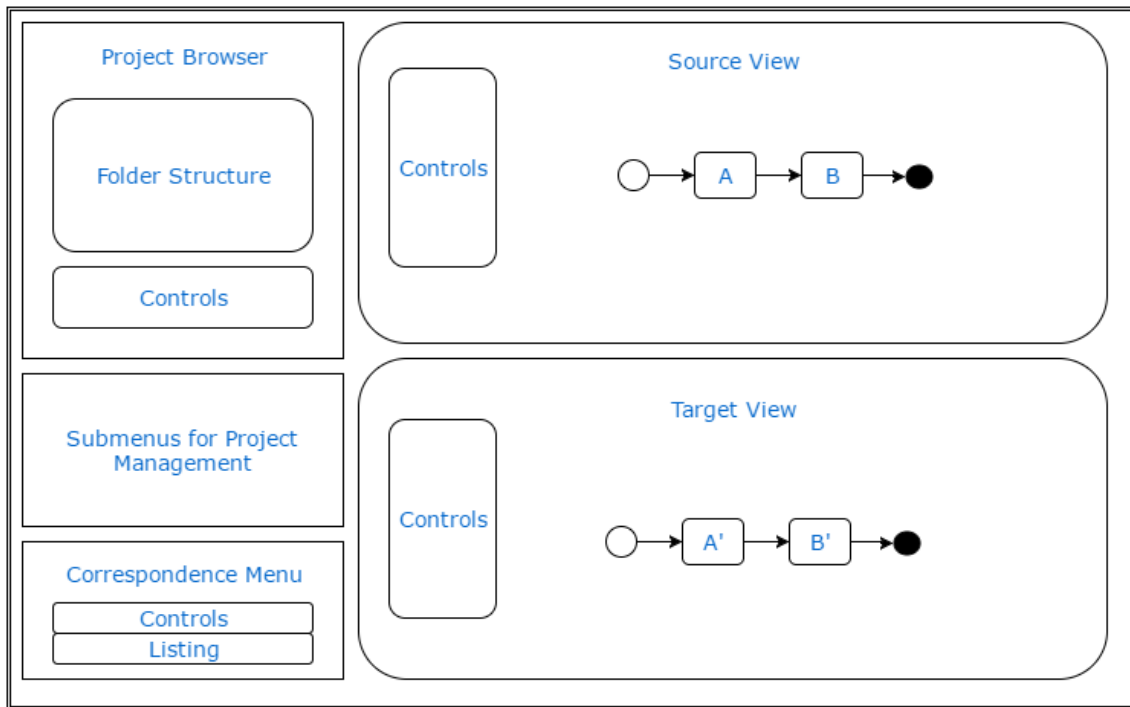 Project Browser
Folder Structure
Controls
Submenus for Project
Management
Correspondence Menu
Controls
Listing
Source View
Controls
A
B
Target View
Controls
A'
B'